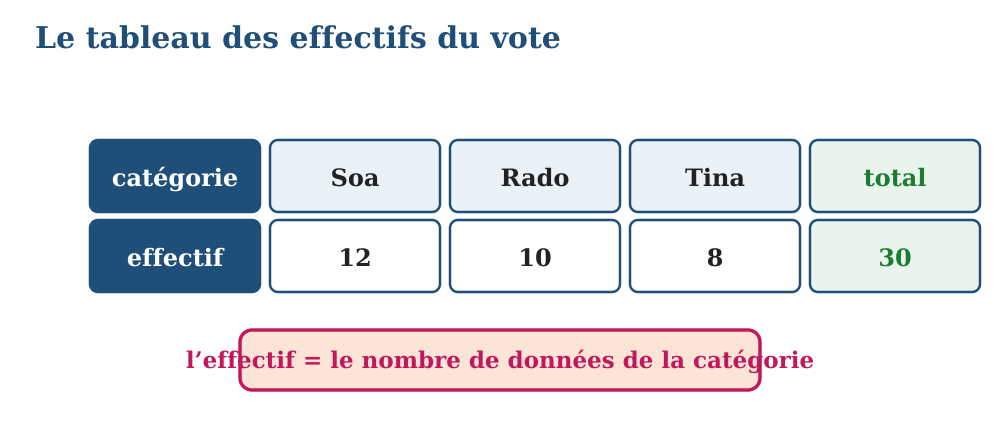 Le tableau des effectifs du vote
catégorie Soa Rado Tina total
effectif 12 10 8 30
l’effectif = le nombre de données de la catégorie